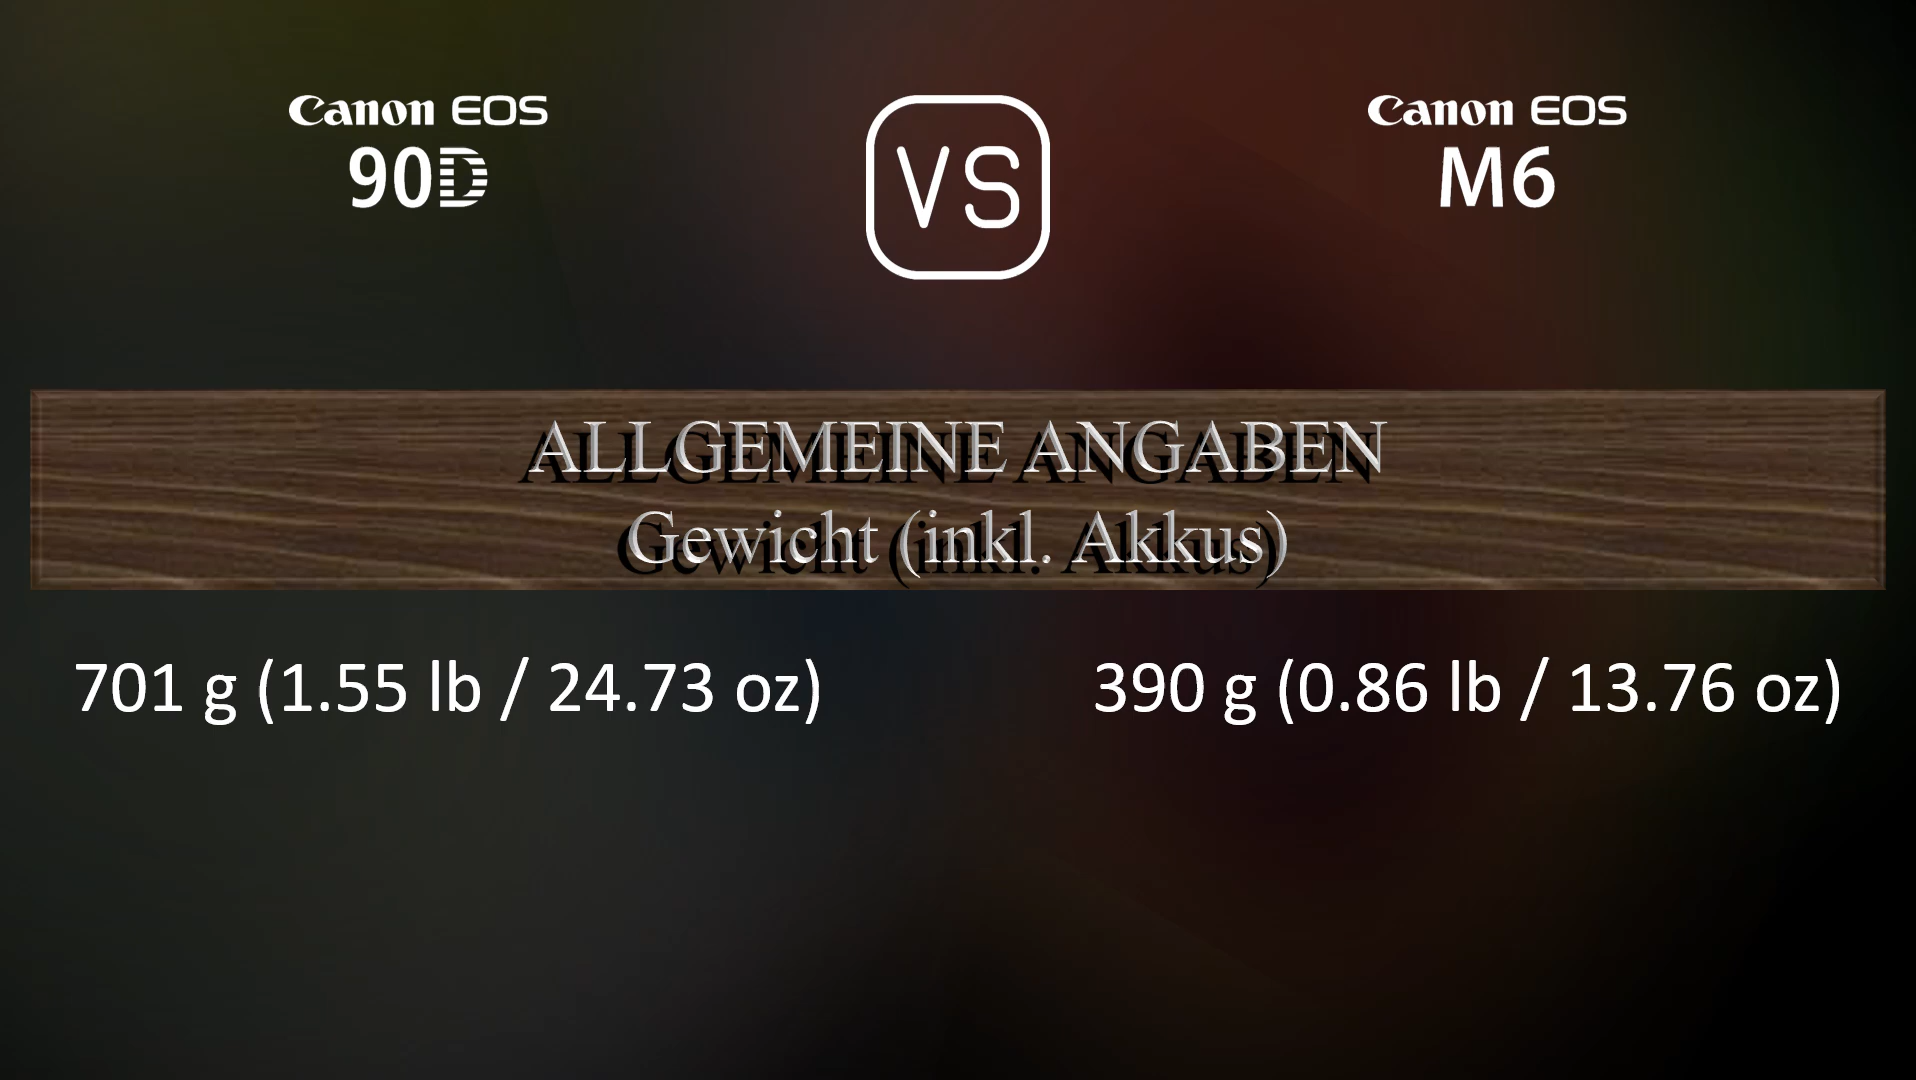 Canon EOS
90D
VS
Canon EOS
M6
ALLGEMEINE ANGABEN
Gewicht (inkl. Akkus)
701 g (1.55 lb / 24.73 oz)
390 g (0.86 lb / 13.76 oz)